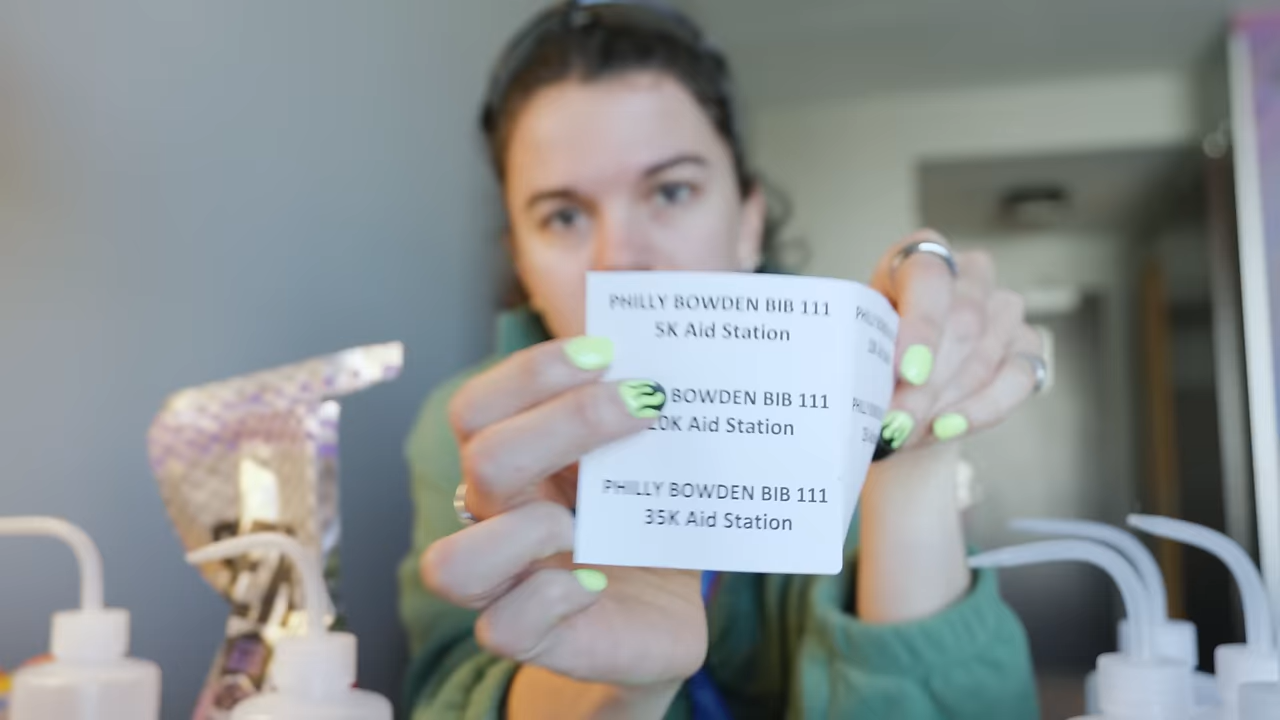 PHILLY BOWDEN BIB 111
5K Aid Station
BOWDEN BIB 111
20K Aid Station
PHILLY BOWDEN BIB 111
35K Aid Station